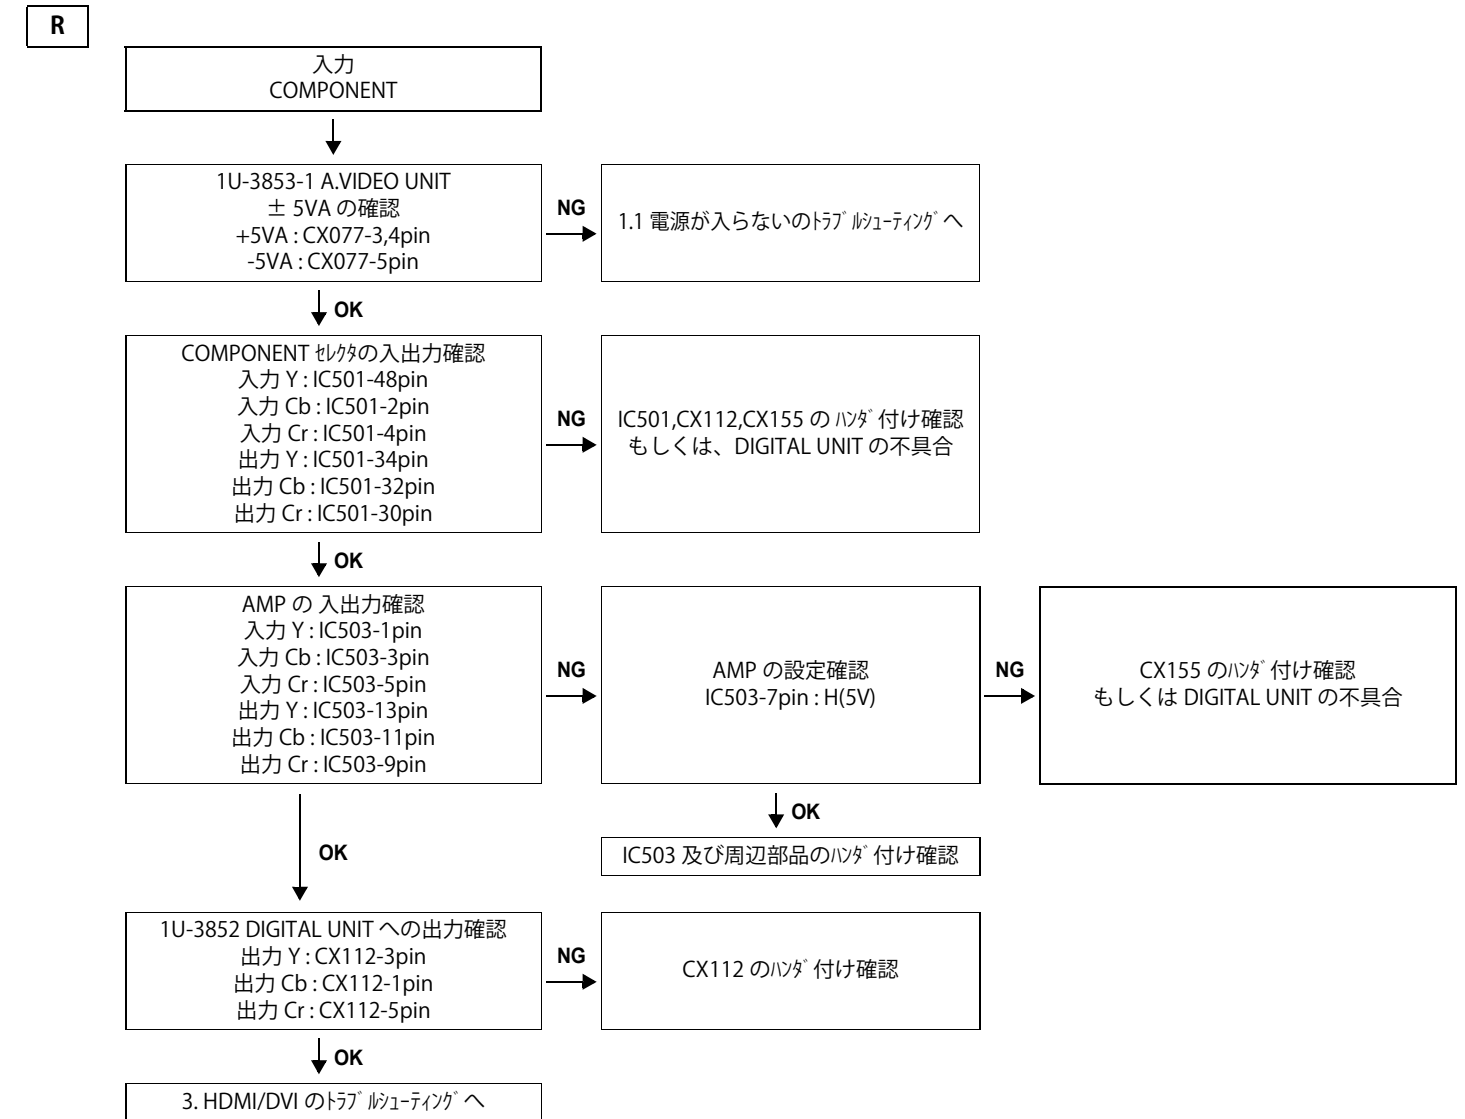 R
入力
COMPONENT
1U-3853-1 A.VIDEO UNIT
± 5VA の確認
+5VA : CX077-3,4pin
-5VA : CX077-5pin
NG
1.1 電源が入らないのﾄﾗﾌﾞﾙｼｭｰﾃｨﾝｸﾞへ
OK
COMPONENT ｾﾚｸﾀの入出力確認
入力 Y : IC501-48pin
入力 Cb : IC501-2pin
入力 Cr : IC501-4pin
出力 Y : IC501-34pin
出力 Cb : IC501-32pin
出力 Cr : IC501-30pin
NG
IC501,CX112,CX155 の ﾊﾝﾀﾞ付け確認
もしくは、DIGITAL UNIT の不具合
OK
AMP の 入出力確認
入力 Y : IC503-1pin
入力 Cb : IC503-3pin
入力 Cr : IC503-5pin
出力 Y : IC503-13pin
出力 Cb : IC503-11pin
出力 Cr : IC503-9pin
NG
AMP の設定確認
IC503-7pin : H(5V)
NG
CX155 のﾊﾝﾀﾞ付け確認
もしくは DIGITAL UNIT の不具合
OK
IC503 及び周辺部品のﾊﾝﾀﾞ付け確認
OK
1U-3852 DIGITAL UNIT への出力確認
出力 Y : CX112-3pin
出力 Cb : CX112-1pin
出力 Cr : CX112-5pin
NG
CX112 のﾊﾝﾀﾞ付け確認
OK
3. HDMI/DVI のﾄﾗﾌﾞﾙｼｭｰﾃｨﾝｸﾞへ